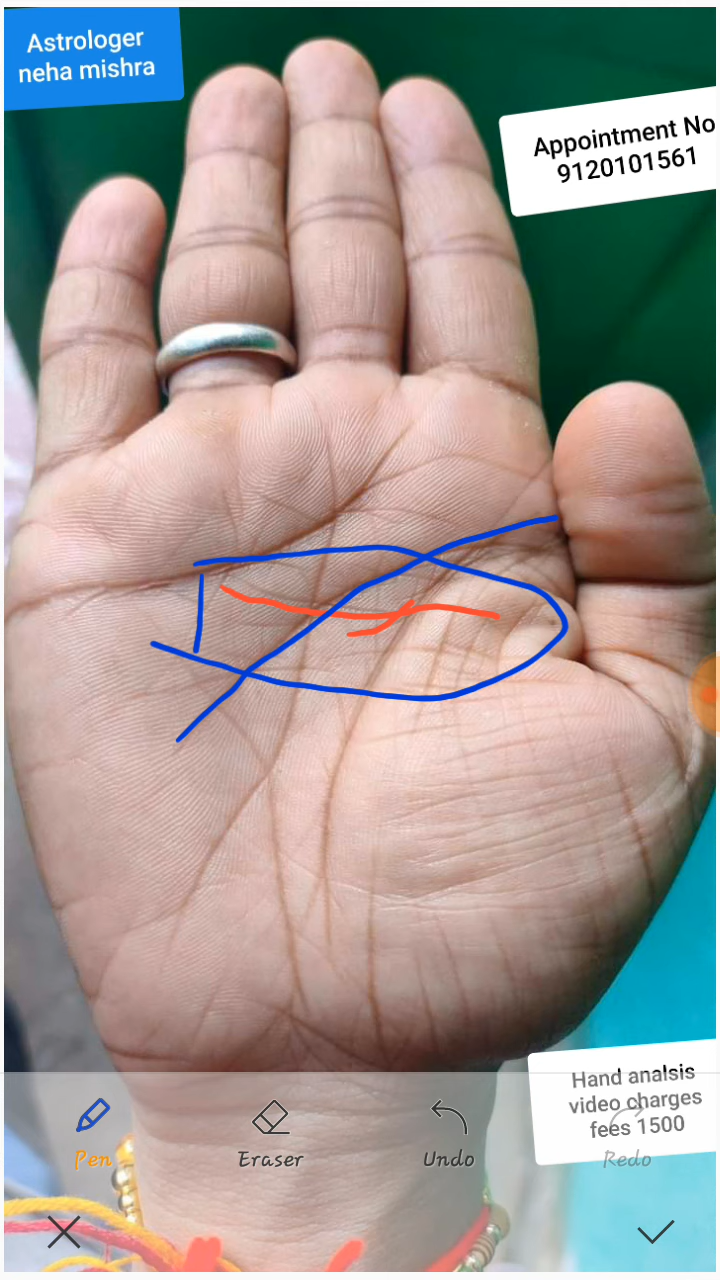 Astrologer
neha mishra
Appointment No
9120101561
Hand analsis
video charges
fees 1500
Pen
Eraser
Undo
Redo